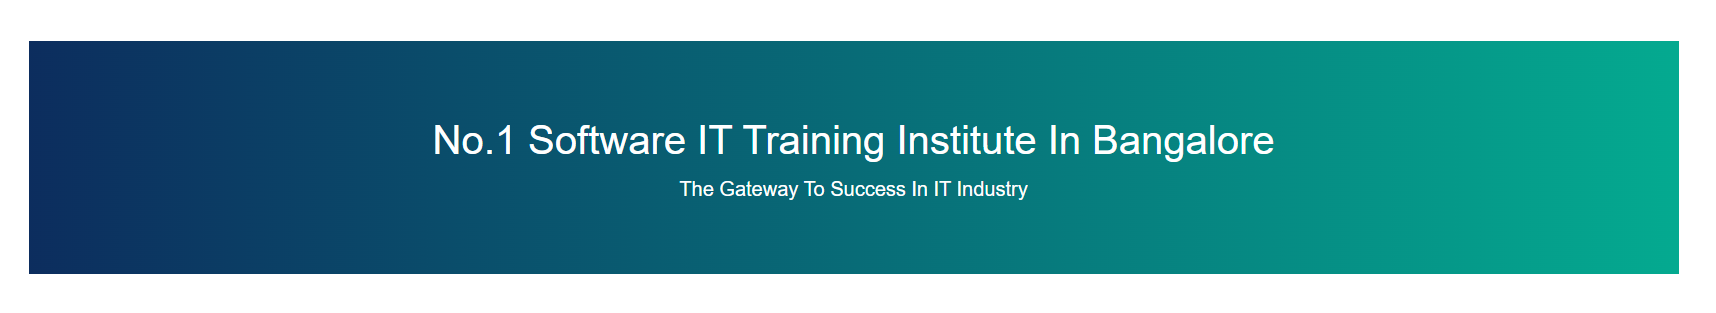 No.1 Software IT Training Institute In Bangalore
The Gateway To Success In IT Industry